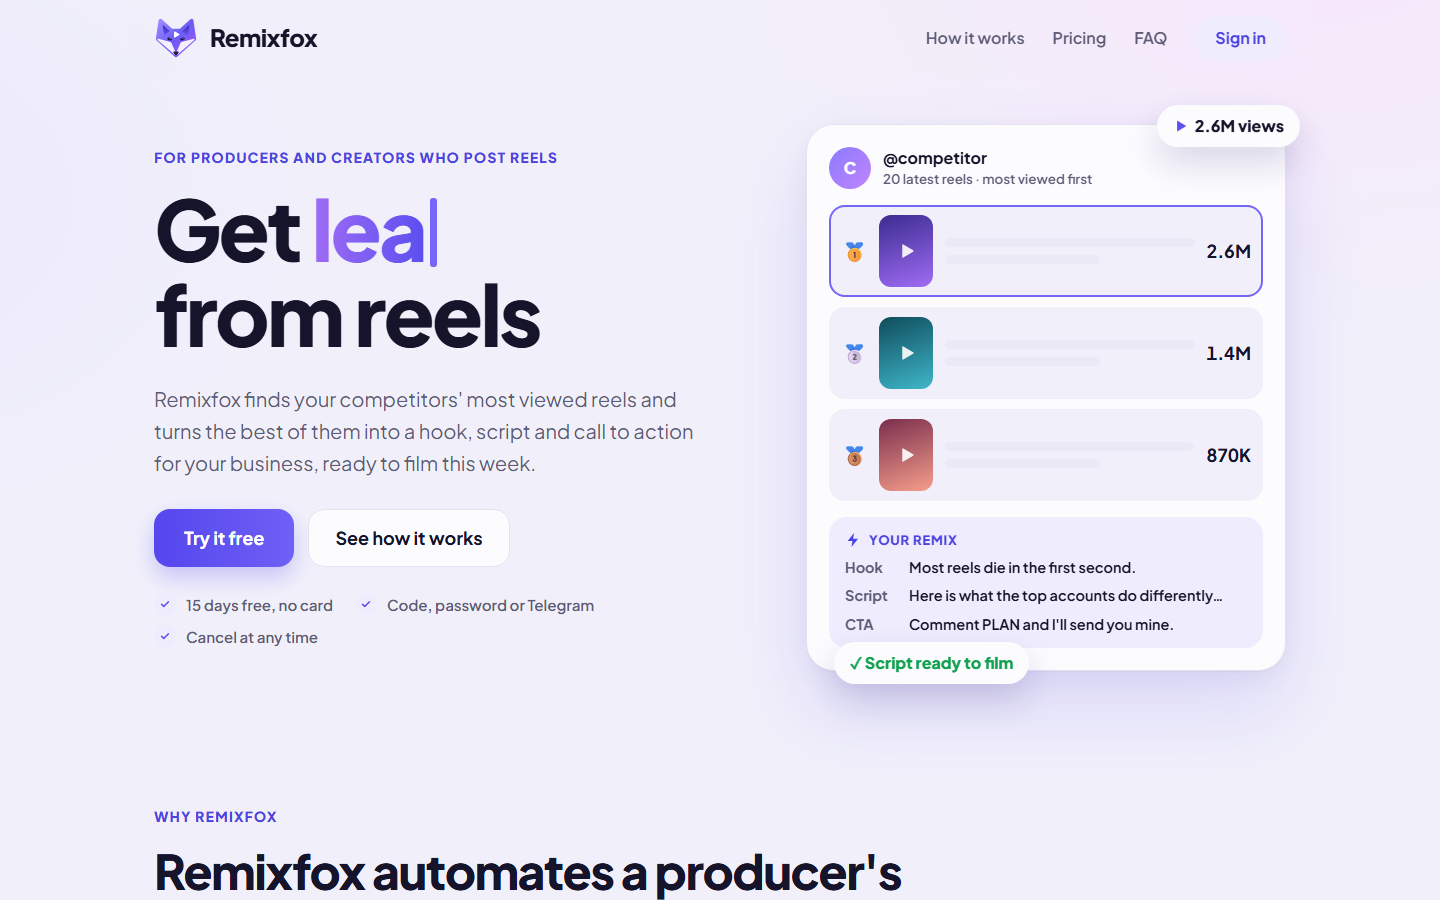 Remixfox
How it works
Pricing
FAQ
Sign in
FOR PRODUCERS AND CREATORS WHO POST REELS
Get lea
from reels
Remixfox finds your competitors' most viewed reels and
turns the best of them into a hook, script and call to action
for your business, ready to film this week.
Try it free
See how it works
15 days free, no card
Code, password or Telegram
Cancel at any time
2.6M views
C
@competitor
20 latest reels · most viewed first
1
2.6M
2
1.4M
3
870K
YOUR REMIX
Hook Most reels die in the first second.
Script Here is what the top accounts do differently...
CTA Comment PLAN and I'll send you mine.
✓ Script ready to film
WHY REMIXFOX
Remixfox automates a producer's